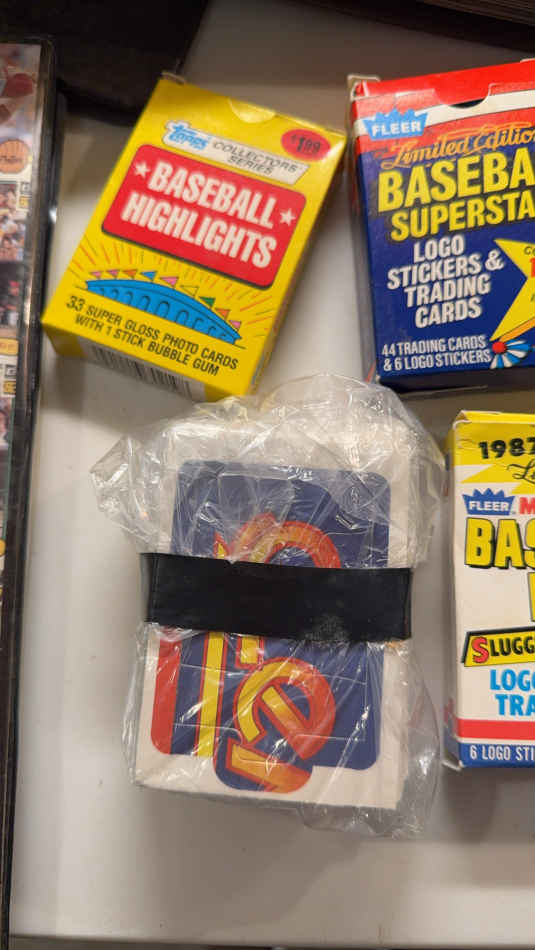 Topps
COLLECTORS'
SERIES
$1.99
BASEBALL
HIGHLIGHTS
33 SUPER GLOSS PHOTO CARDS
WITH 1 STICK BUBBLE GUM
FLEER
Limited Edition
BASEBA
SUPERSTA
LOGO
STICKERS &
TRADING
CARDS
44 TRADING CARDS
& 6 LOGO STICKERS
1987
FLEER M
BAS
SLUGG
LOGO
TRA
6 LOGO STI